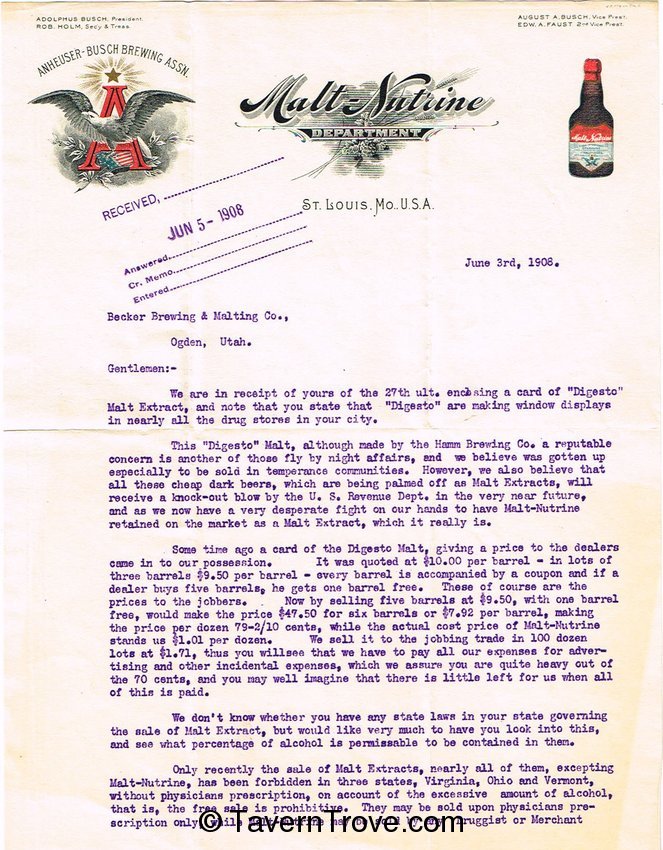 ADOLPHUS BUSCH, President.
ROB. HOLM, Secy & Treas.
AUGUST A. BUSCH, Vice Prest.
EDW. A. FAUST 2nd Vice Prest.
ANHEUSER-BUSCH BREWING ASSN.
A
Malt-Nutrine
DEPARTMENT
Malt-Nutrine
ST. LOUIS, MO., U.S.A.
RECEIVED,
JUN 5- 1908
Answered
Cr. Memo
Entered
June 3rd, 1908.
Becker Brewing & Malting Co.,
Ogden, Utah.
Gentlemen:-
We are in receipt of yours of the 27th ult. enclosing a card of "Digesto"
Malt Extract, and note that you state that "Digesto" are making window displays
in nearly all the drug stores in your city.
This "Digesto" Malt, although made by the Hamm Brewing Co. a reputable
concern is another of those fly by night affairs, and we believe was gotten up
especially to be sold in temperance communities. However, we also believe that
all these cheap dark beers, which are being palmed off as Malt Extracts, will
receive a knock-out blow by the U. S. Revenue Dept. in the very near future,
and as we now have a very desperate fight on our hands to have Malt-Nutrine
retained on the market as a Malt Extract, which it really is.
Some time ago a card of the Digesto Malt, giving a price to the dealers
came in to our possession. It was quoted at $10.00 per barrel - in lots of
three barrels $9.50 per barrel - every barrel is accompanied by a coupon and if a
dealer buys five barrels, he gets one barrel free. These of course are the
prices to the jobbers. Now by selling five barrels at $9.50, with one barrel
free, would make the price $47.50 for six barrels or $7.92 per barrel, making
the price per dozen 79-2/10 cents, while the actual cost price of Malt-Nutrine
stands us $1.01 per dozen. We sell it to the jobbing trade in 100 dozen
lots at $1.71, thus you willsee that we have to pay all our expenses for adver-
tising and other incidental expenses, which we assure you are quite heavy out of
the 70 cents, and you may well imagine that there is little left for us when all
of this is paid.
We don't know whether you have any state laws in your state governing
the sale of Malt Extract, but would like very much to have you look into this,
and see what percentage of alcohol is permissable to be contained in them.
Only recently the sale of Malt Extracts, nearly all of them, excepting
Malt-Nutrine, has been forbidden in three states, Virginia, Ohio and Vermont,
without physicians prescription, on account of the excessive amount of alcohol,
that is, the free sale is prohibitive. They may be sold upon physicians pre-
scription only, while Malt-Nutrine may be sold by any Druggist or Merchant
© TavernTrove.com